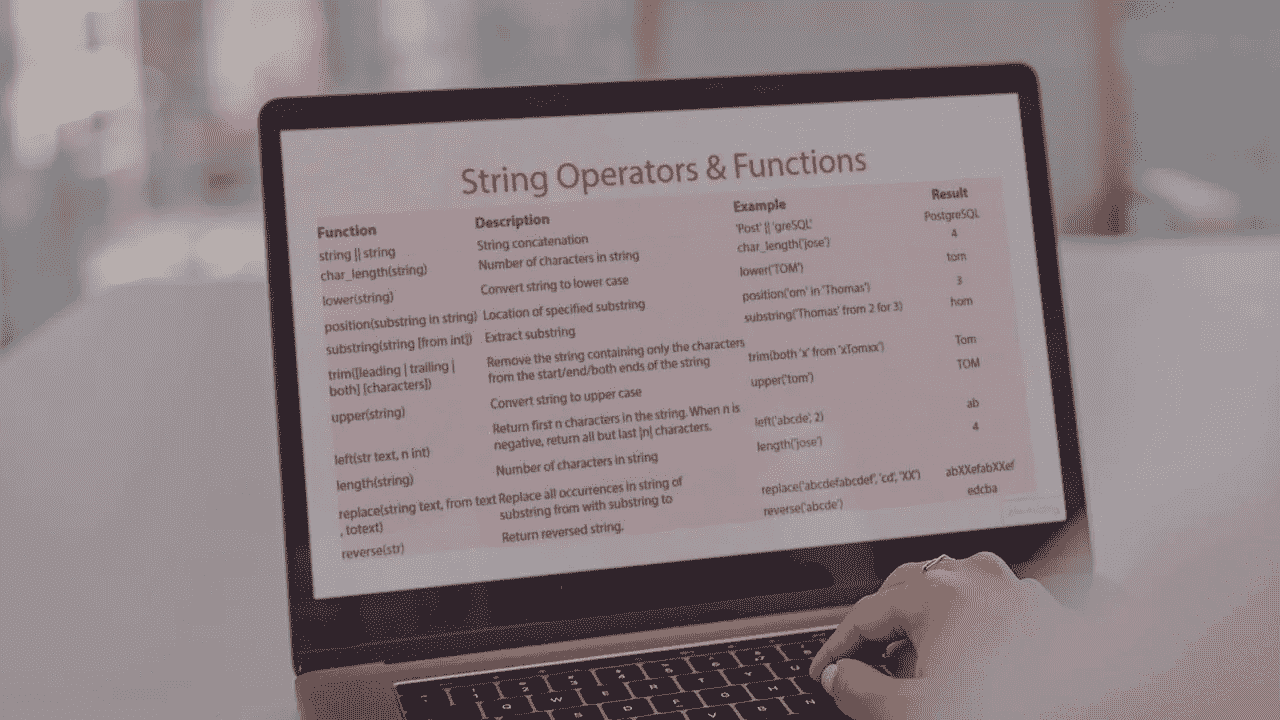 String Operators & Functions
Function Description Example Result
string || string String concatenation 'Post' || 'greSQL' PostgreSQL
char_length(string) Number of characters in string char_length('jose') 4
lower(string) Convert string to lower case lower('TOM') tom
position(substring in string) Location of specified substring position('om' in 'Thomas') 3
substring(string [from int]) Extract substring substring('Thomas' from 2 for 3) hom
trim([leading | trailing | Remove the string containing only the characters trim(both 'x' from 'xTomxx') Tom
both] [characters]) from the start/end/both ends of the string
upper(string) Convert string to upper case upper('tom') TOM
left(str text, n int) Return first n characters in the string. When n is left('abcde', 2) ab
negative, return all but last |n| characters.
length(string) Number of characters in string length('jose') 4
replace(string text, from text Replace all occurrences in string of replace('abcdefabcdef', 'cd', 'XX') abXXefabXXef
, totext) substring from with substring to
reverse(str) Return reversed string. reverse('abcde') edcba
Q W E R T Y U
S D F G H
V B N